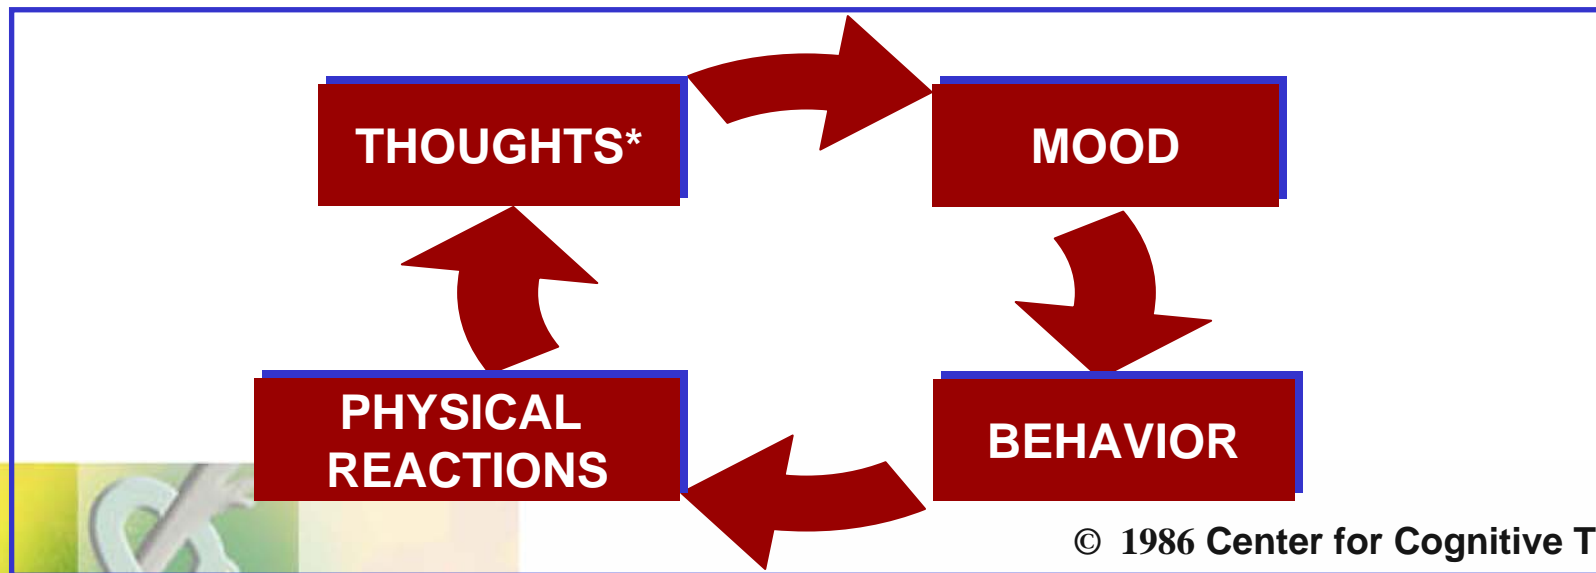 THOUGHTS*
MOOD
PHYSICAL
REACTIONS
BEHAVIOR
© 1986 Center for Cognitive T